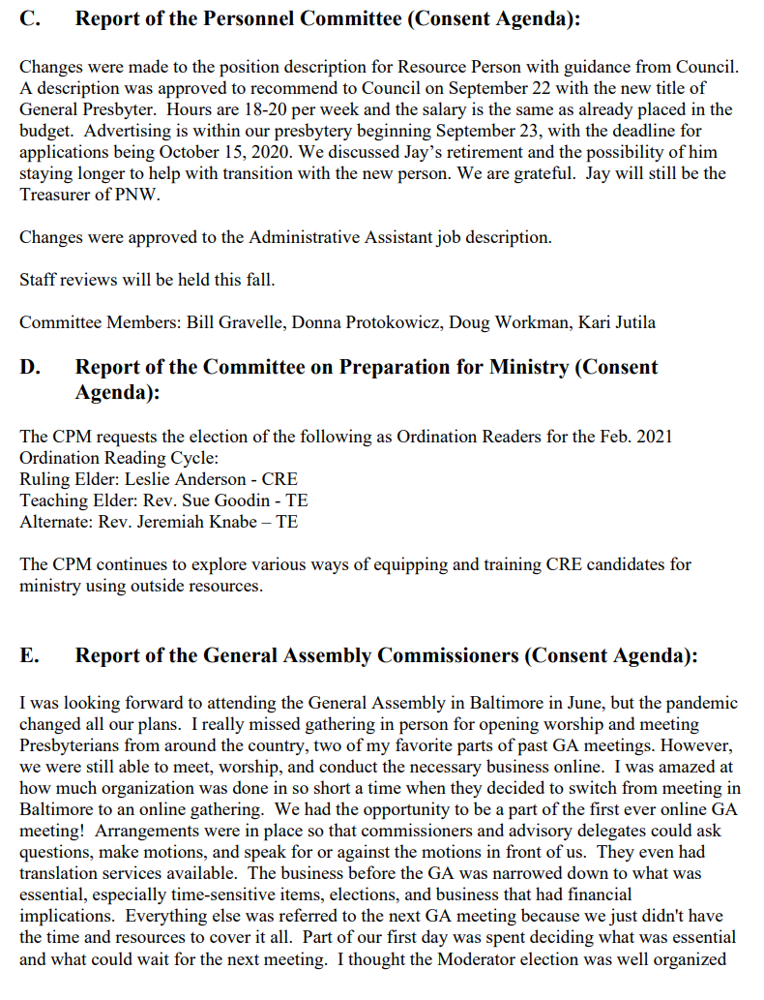 C. Report of the Personnel Committee (Consent Agenda):
Changes were made to the position description for Resource Person with guidance from Council.
A description was approved to recommend to Council on September 22 with the new title of
General Presbyter.  Hours are 18-20 per week and the salary is the same as already placed in the
budget.  Advertising is within our presbytery beginning September 23, with the deadline for
applications being October 15, 2020. We discussed Jay’s retirement and the possibility of him
staying longer to help with transition with the new person. We are grateful.  Jay will still be the
Treasurer of PNW.
Changes were approved to the Administrative Assistant job description.
Staff reviews will be held this fall.
Committee Members: Bill Gravelle, Donna Protokowicz, Doug Workman, Kari Jutila
D. Report of the Committee on Preparation for Ministry (Consent
Agenda):
The CPM requests the election of the following as Ordination Readers for the Feb. 2021
Ordination Reading Cycle:
Ruling Elder: Leslie Anderson - CRE
Teaching Elder: Rev. Sue Goodin - TE
Alternate: Rev. Jeremiah Knabe – TE
The CPM continues to explore various ways of equipping and training CRE candidates for
ministry using outside resources.
E. Report of the General Assembly Commissioners (Consent Agenda):
I was looking forward to attending the General Assembly in Baltimore in June, but the pandemic
changed all our plans.  I really missed gathering in person for opening worship and meeting
Presbyterians from around the country, two of my favorite parts of past GA meetings. However,
we were still able to meet, worship, and conduct the necessary business online.  I was amazed at
how much organization was done in so short a time when they decided to switch from meeting in
Baltimore to an online gathering.  We had the opportunity to be a part of the first ever online GA
meeting!  Arrangements were in place so that commissioners and advisory delegates could ask
questions, make motions, and speak for or against the motions in front of us.  They even had
translation services available.  The business before the GA was narrowed down to what was
essential, especially time-sensitive items, elections, and business that had financial
implications.  Everything else was referred to the next GA meeting because we just didn't have
the time and resources to cover it all.  Part of our first day was spent deciding what was essential
and what could wait for the next meeting.  I thought the Moderator election was well organized